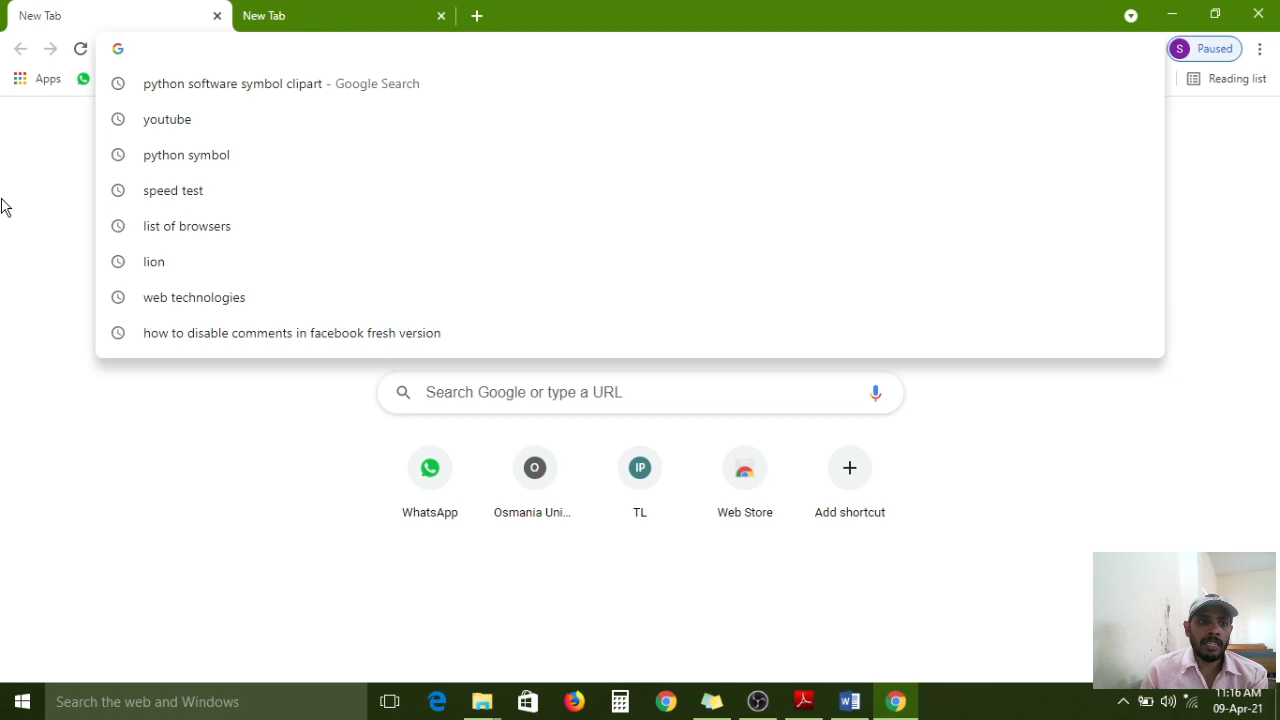 New Tab
New Tab
S Paused
Apps
Reading list
python software symbol clipart - Google Search
youtube
python symbol
speed test
list of browsers
lion
web technologies
how to disable comments in facebook fresh version
Search Google or type a URL
O
IP
WhatsApp
Osmania Uni...
TL
Web Store
Add shortcut
Search the web and Windows
11:16 AM
09-Apr-21